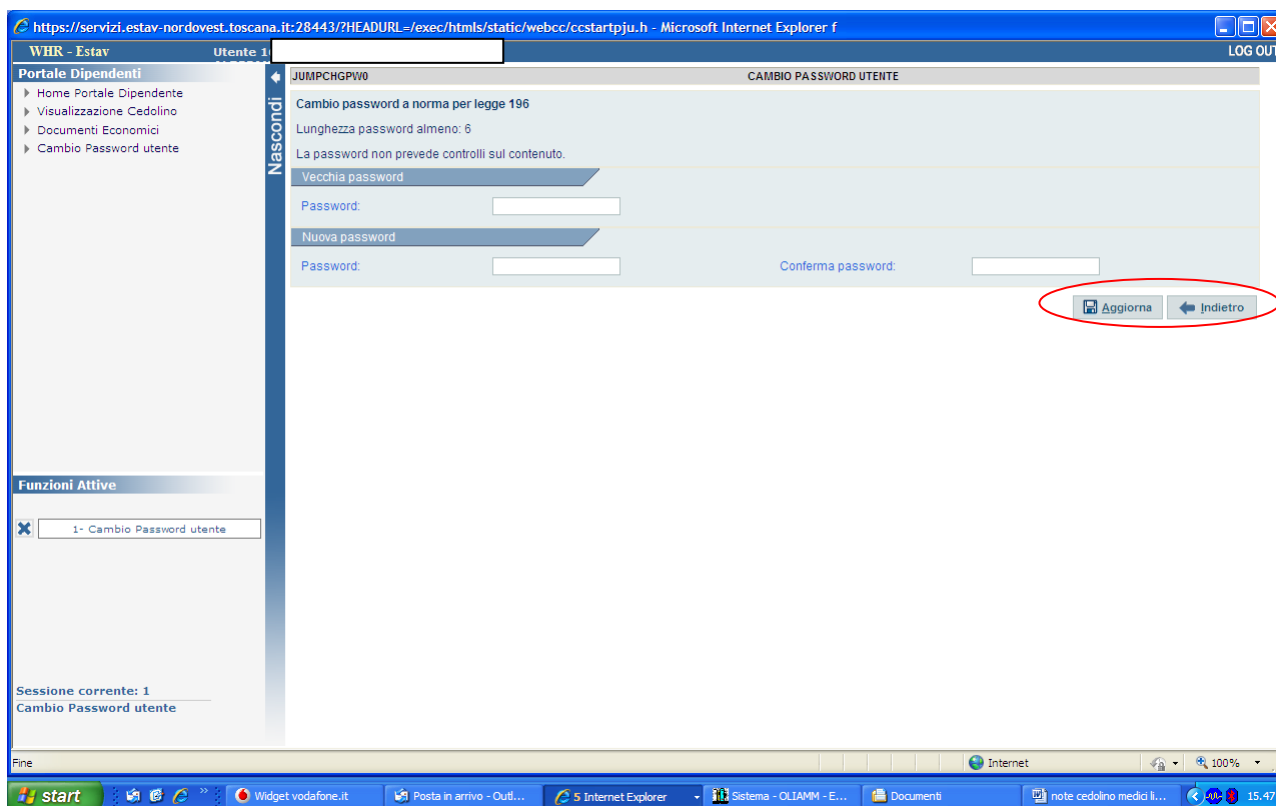 https://servizi.estav-nordovest.toscana.it:28443/?HEADURL=/exec/htmls/static/webcc/ccstartpju.h - Microsoft Internet Explorer f
WHR - Estav
Utente 1
LOG OUT
Portale Dipendenti
Home Portale Dipendente
Visualizzazione Cedolino
Documenti Economici
Cambio Password utente
Nascondi
JUMPCHGPW0
CAMBIO PASSWORD UTENTE
Cambio password a norma per legge 196
Lunghezza password almeno: 6
La password non prevede controlli sul contenuto.
Vecchia password
Password:
Nuova password
Password:
Conferma password:
Aggiorna
Indietro
Funzioni Attive
1- Cambio Password utente
Sessione corrente: 1
Cambio Password utente
Fine
Internet
100%
start
Widget vodafone.it
Posta in arrivo - Outl...
5 Internet Explorer
Sistema - OLIAMM - E...
Documenti
note cedolino medici li...
15.47